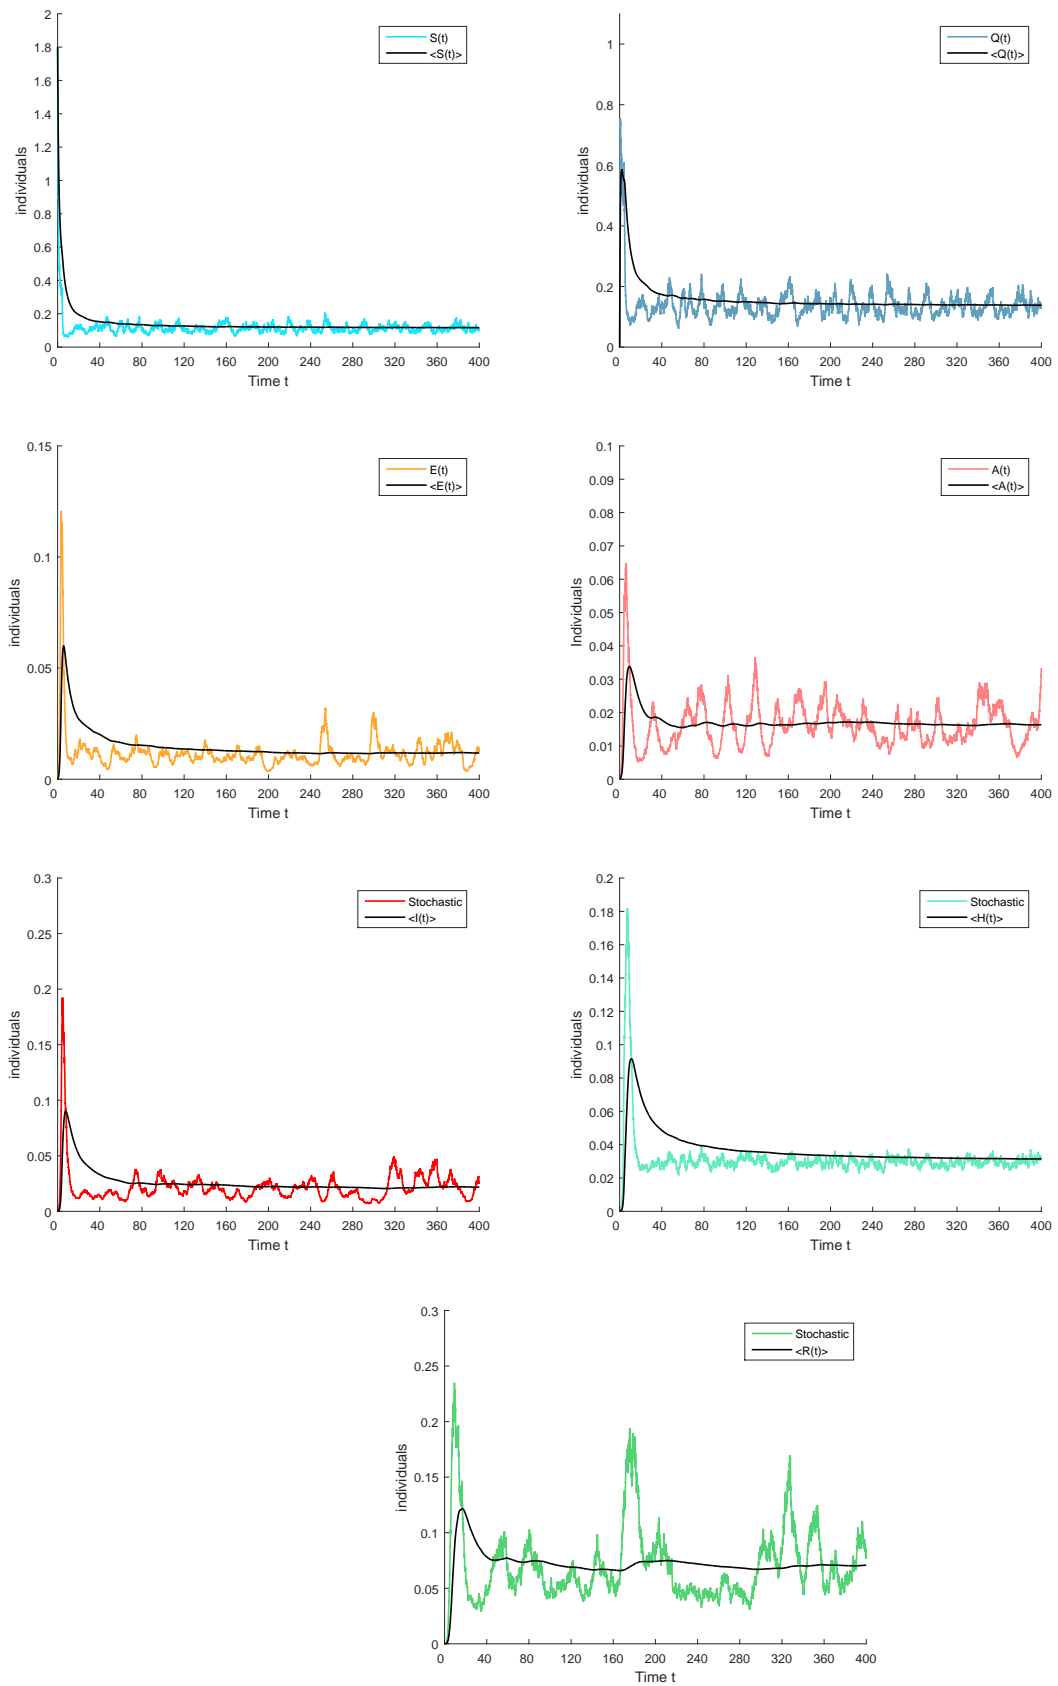 2
1.8
1.6
1.4
1.2
1
0.8
0.6
0.4
0.2
0
0 40 80 120 160 200 240 280 320 360 400
Time t
individuals
S(t)
<S(t)>
1
0.8
0.6
0.4
0.2
0
0 40 80 120 160 200 240 280 320 360 400
Time t
individuals
Q(t)
<Q(t)>
0.15
0.1
0.05
0
0 40 80 120 160 200 240 280 320 360 400
Time t
individuals
E(t)
<E(t)>
0.1
0.09
0.08
0.07
0.06
0.05
0.04
0.03
0.02
0.01
0
0 40 80 120 160 200 240 280 320 360 400
Time t
Individuals
A(t)
<A(t)>
0.3
0.25
0.2
0.15
0.1
0.05
0
0 40 80 120 160 200 240 280 320 360 400
Time t
individuals
Stochastic
<I(t)>
0.2
0.18
0.16
0.14
0.12
0.1
0.08
0.06
0.04
0.02
0
0 40 80 120 160 200 240 280 320 360 400
Time t
individuals
Stochastic
<H(t)>
0.3
0.25
0.2
0.15
0.1
0.05
0
0 40 80 120 160 200 240 280 320 360 400
Time t
individuals
Stochastic
<R(t)>